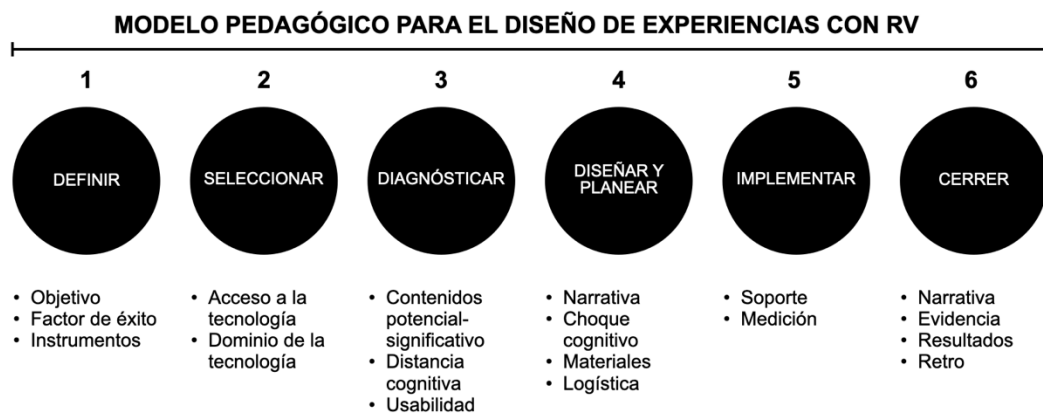 MODELO PEDAGÓGICO PARA EL DISEÑO DE EXPERIENCIAS CON RV
1
2
3
4
5
6
DEFINIR
SELECCIONAR
DIAGNÓSTICAR
DISEÑAR Y
PLANEAR
IMPLEMENTAR
CERRER
• Objetivo
• Factor de éxito
• Instrumentos
• Acceso a la
tecnología
• Dominio de la
tecnología
• Contenidos
potencial-
significativo
• Distancia
cognitiva
• Usabilidad
• Narrativa
• Choque
cognitivo
• Materiales
• Logística
• Soporte
• Medición
• Narrativa
• Evidencia
• Resultados
• Retro